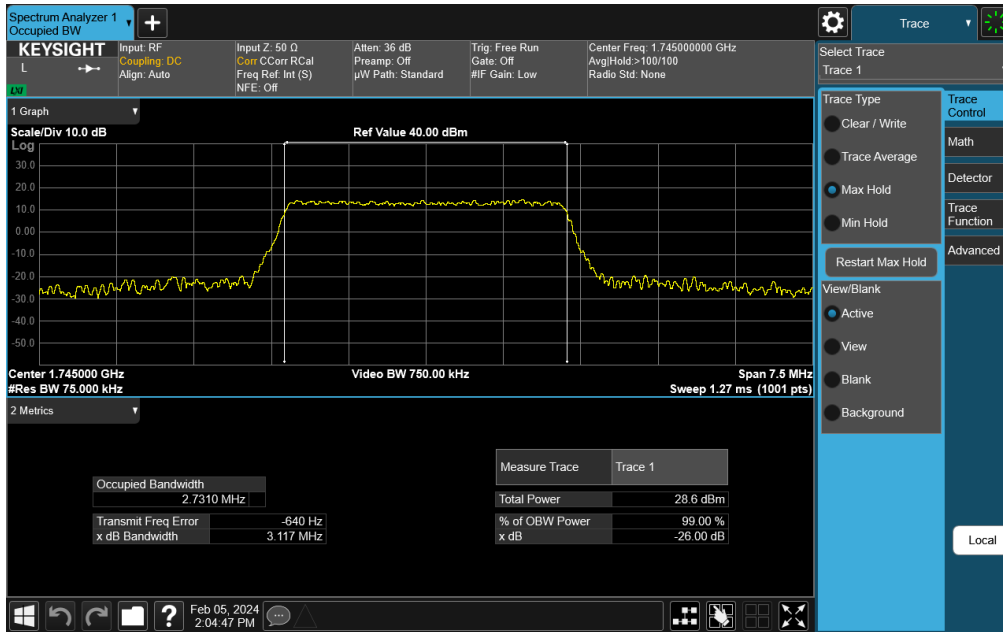 Spectrum Analyzer 1
Occupied BW
Trace
KEYSIGHT
L
LXI
Input: RF
Coupling: DC
Align: Auto
Input Z: 50 Ω
Corr CCorr RCal
Freq Ref: Int (S)
NFE: Off
Atten: 36 dB
Preamp: Off
µW Path: Standard
Trig: Free Run
Gate: Off
#IF Gain: Low
Center Freq: 1.745000000 GHz
Avg|Hold:>100/100
Radio Std: None
Select Trace
Trace 1
1 Graph
Scale/Div 10.0 dB
Ref Value 40.00 dBm
Log
30.0
20.0
10.0
0.00
-10.0
-20.0
-30.0
-40.0
-50.0
Center 1.745000 GHz
#Res BW 75.000 kHz
Video BW 750.00 kHz
Span 7.5 MHz
Sweep 1.27 ms (1001 pts)
Trace Type
Clear / Write
Trace Average
Max Hold
Min Hold
Restart Max Hold
View/Blank
Active
View
Blank
Background
Trace
Control
Math
Detector
Trace
Function
Advanced
2 Metrics
Occupied Bandwidth
2.7310 MHz
Transmit Freq Error -640 Hz
x dB Bandwidth 3.117 MHz
Measure Trace Trace 1
Total Power 28.6 dBm
% of OBW Power 99.00 %
x dB -26.00 dB
Local
?
Feb 05, 2024
2:04:47 PM